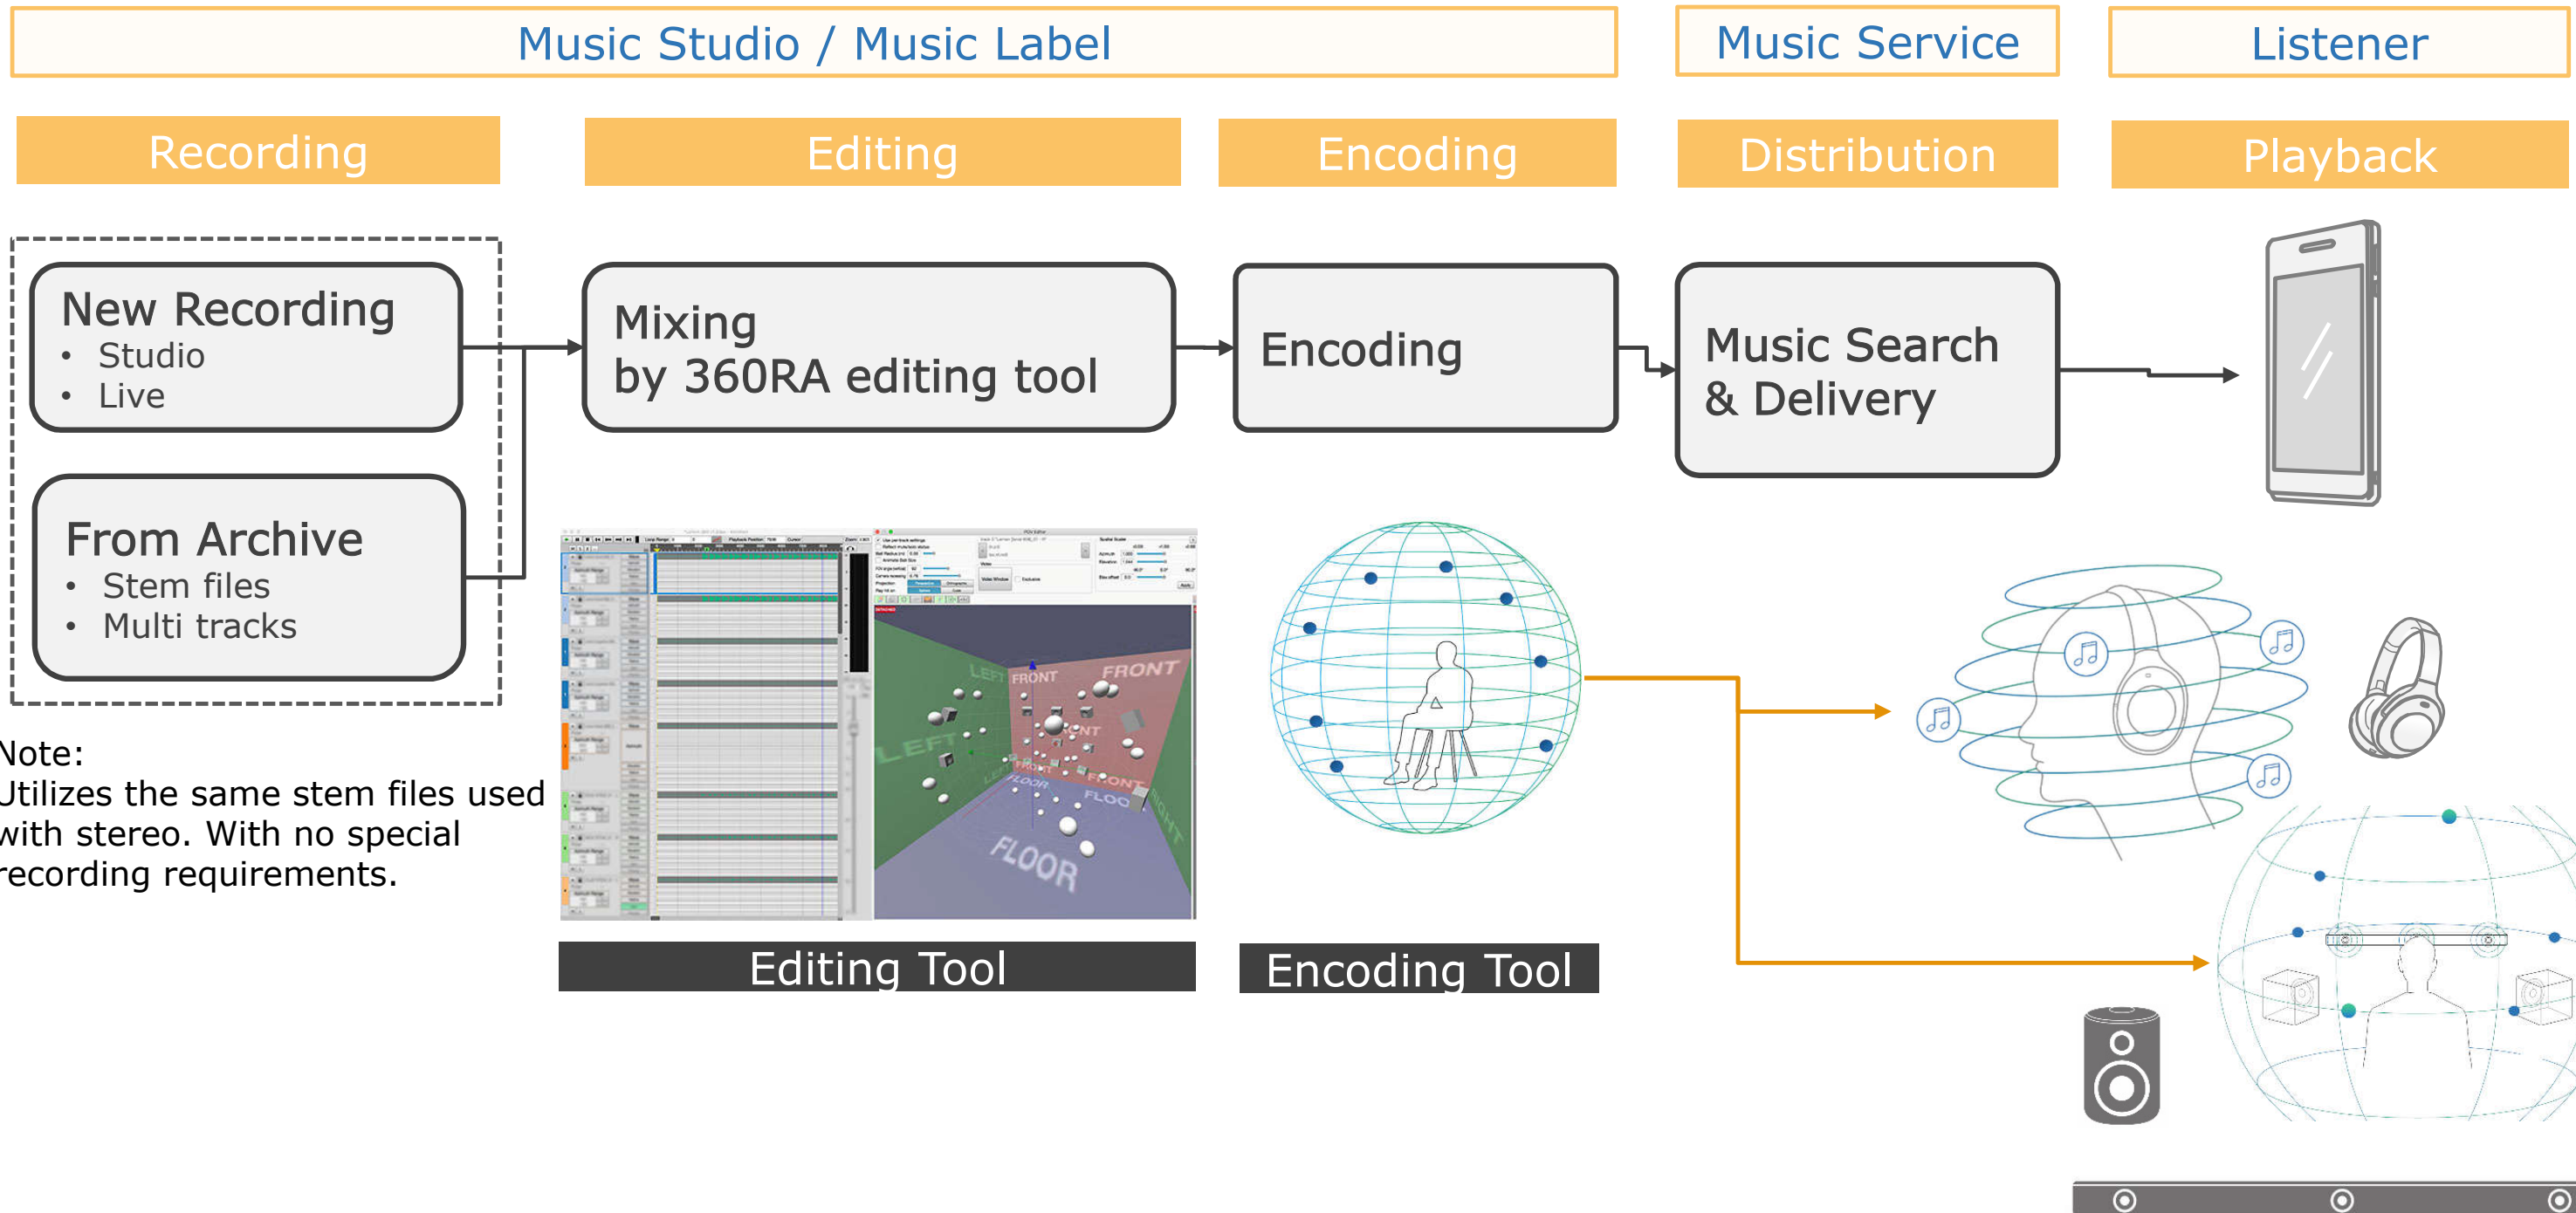 Music Studio / Music Label
Music Service
Listener
Recording
Editing
Encoding
Distribution
Playback
New Recording
• Studio
• Live
From Archive
• Stem files
• Multi tracks
Mixing
by 360RA editing tool
Encoding
Music Search
& Delivery
Note:
Utilizes the same stem files used
with stereo. With no special
recording requirements.
LEFT
FRONT
FRONT
LEFT
FRONT
FLOOR
RIGHT
FLOOR
Editing Tool
Encoding Tool